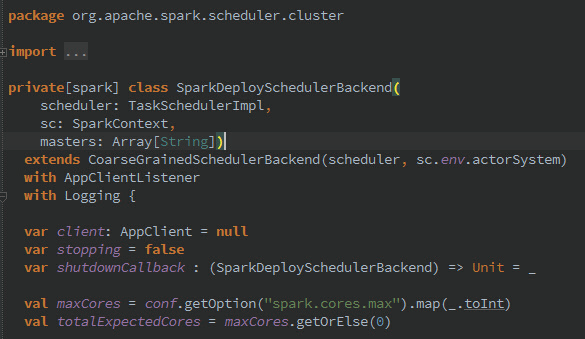 package org.apache.spark.scheduler.cluster
import ...
private[spark] class SparkDeploySchedulerBackend(
scheduler: TaskSchedulerImpl,
sc: SparkContext,
masters: Array[String])
extends CoarseGrainedSchedulerBackend(scheduler, sc.env.actorSystem)
with AppClientListener
with Logging {
var client: AppClient = null
var stopping = false
var shutdownCallback : (SparkDeploySchedulerBackend) => Unit = _
val maxCores = conf.getOption("spark.cores.max").map(_.toInt)
val totalExpectedCores = maxCores.getOrElse(0)